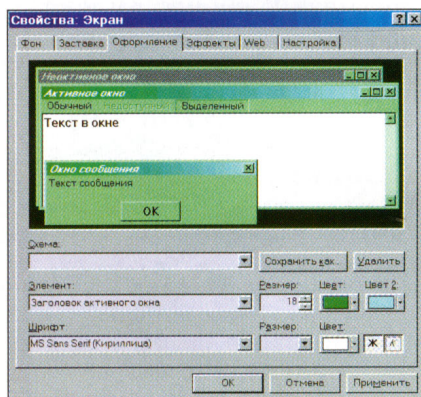 Свойства: Экран
Фон Заставка Оформление Эффекты Web Настройка
Неактивное окно
Активное окно
Обычный Недоступный Выделенный
Текст в окне
Окно сообщения
Текст сообщения
OK
Схема:
Сохранить как... Удалить
Элемент: Размер: Цвет: Цвет 2:
Заголовок активного окна 18
Шрифт Размер Цвет
MS Sans Serif (Кириллица) Ж К
OK Отмена Применить